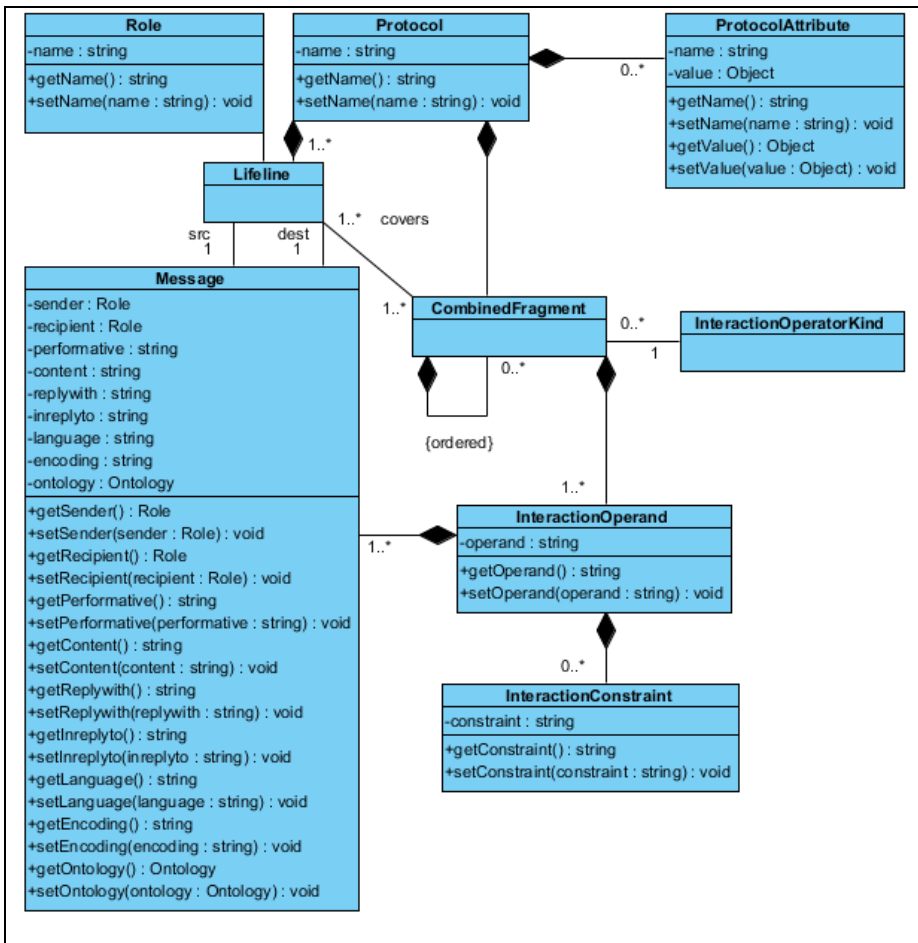 Role
-name : string
+getName() : string
+setName(name : string) : void
Protocol
-name : string
+getName() : string
+setName(name : string) : void
ProtocolAttribute
-name : string
-value : Object
+getName() : string
+setName(name : string) : void
+getValue() : Object
+setValue(value : Object) : void
0..*
1..*
Lifeline
1..*
covers
src
1
dest
1
Message
-sender : Role
-recipient : Role
-performative : string
-content : string
-replywith : string
-inreplyto : string
-language : string
-encoding : string
-ontology : Ontology
+getSender() : Role
+setSender(sender : Role) : void
+getRecipient() : Role
+setRecipient(recipient : Role) : void
+getPerformative() : string
+setPerformative(performative : string) : void
+getContent() : string
+setContent(content : string) : void
+getReplywith() : string
+setReplywith(replywith : string) : void
+getInreplyto() : string
+setInreplyto(inreplyto : string) : void
+getLanguage() : string
+setLanguage(language : string) : void
+getEncoding() : string
+setEncoding(encoding : string) : void
+getOntology() : Ontology
+setOntology(ontology : Ontology) : void
1..*
CombinedFragment
0..*
1
InteractionOperatorKind
0..*
{ordered}
1..*
1..*
InteractionOperand
-operand : string
+getOperand() : string
+setOperand(operand : string) : void
0..*
InteractionConstraint
-constraint : string
+getConstraint() : string
+setConstraint(constraint : string) : void